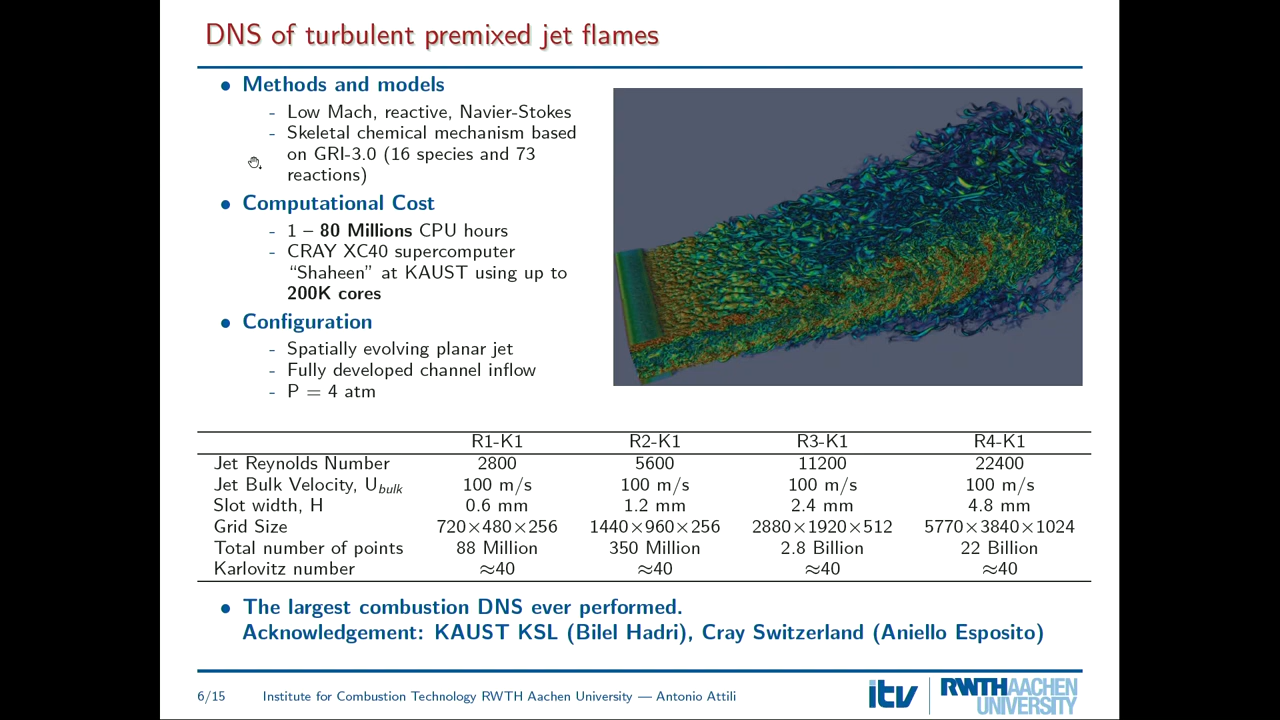 DNS of turbulent premixed jet flames
• Methods and models
- Low Mach, reactive, Navier-Stokes
- Skeletal chemical mechanism based
on GRI-3.0 (16 species and 73
reactions)
• Computational Cost
- 1 – 80 Millions CPU hours
- CRAY XC40 supercomputer
“Shaheen” at KAUST using up to
200K cores
• Configuration
- Spatially evolving planar jet
- Fully developed channel inflow
- P = 4 atm
R1-K1 R2-K1 R3-K1 R4-K1
Jet Reynolds Number 2800 5600 11200 22400
Jet Bulk Velocity, Ubulk 100 m/s 100 m/s 100 m/s 100 m/s
Slot width, H 0.6 mm 1.2 mm 2.4 mm 4.8 mm
Grid Size 720×480×256 1440×960×256 2880×1920×512 5770×3840×1024
Total number of points 88 Million 350 Million 2.8 Billion 22 Billion
Karlovitz number ≈40 ≈40 ≈40 ≈40
• The largest combustion DNS ever performed.
Acknowledgement: KAUST KSL (Bilel Hadri), Cray Switzerland (Aniello Esposito)
6/15 Institute for Combustion Technology RWTH Aachen University — Antonio Attili
itv RWTHAACHEN
UNIVERSITY